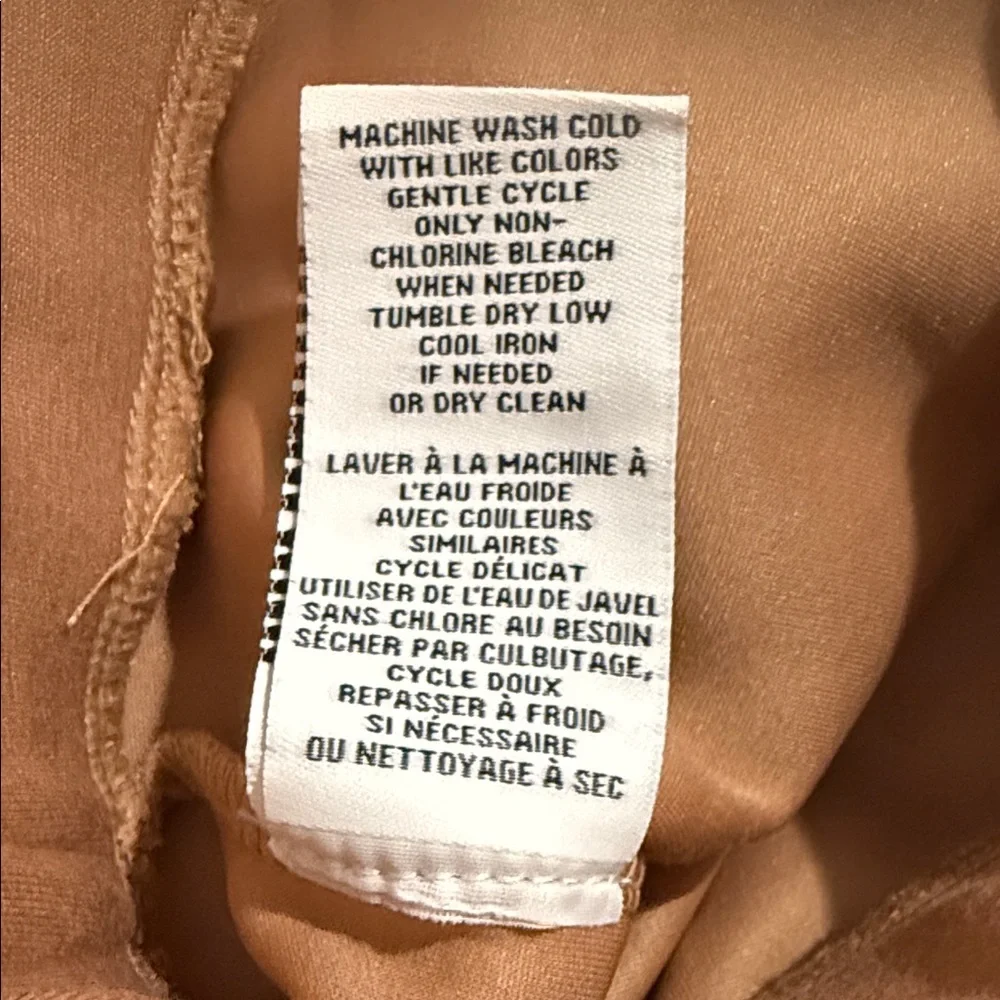 MACHINE WASH COLD
WITH LIKE COLORS
GENTLE CYCLE
ONLY NON-
CHLORINE BLEACH
WHEN NEEDED
TUMBLE DRY LOW
COOL IRON
IF NEEDED
OR DRY CLEAN
LAVER À LA MACHINE À
L'EAU FROIDE
AVEC COULEURS
SIMILAIRES
CYCLE DÉLICAT
UTILISER DE L'EAU DE JAVEL
SANS CHLORE AU BESOIN
SÉCHER PAR CULBUTAGE,
CYCLE DOUX
REPASSER À FROID
SI NÉCESSAIRE
OU NETTOYAGE À SEC